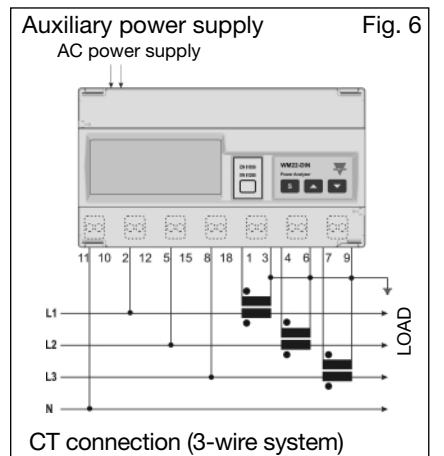 Auxiliary power supply Fig. 6
AC power supply
WM22-DIN
Power Analyser
S
11 10 2 12 5 15 8 18 1 3 4 6 7 9
L1
L2
L3
N
LOAD
CT connection (3-wire system)